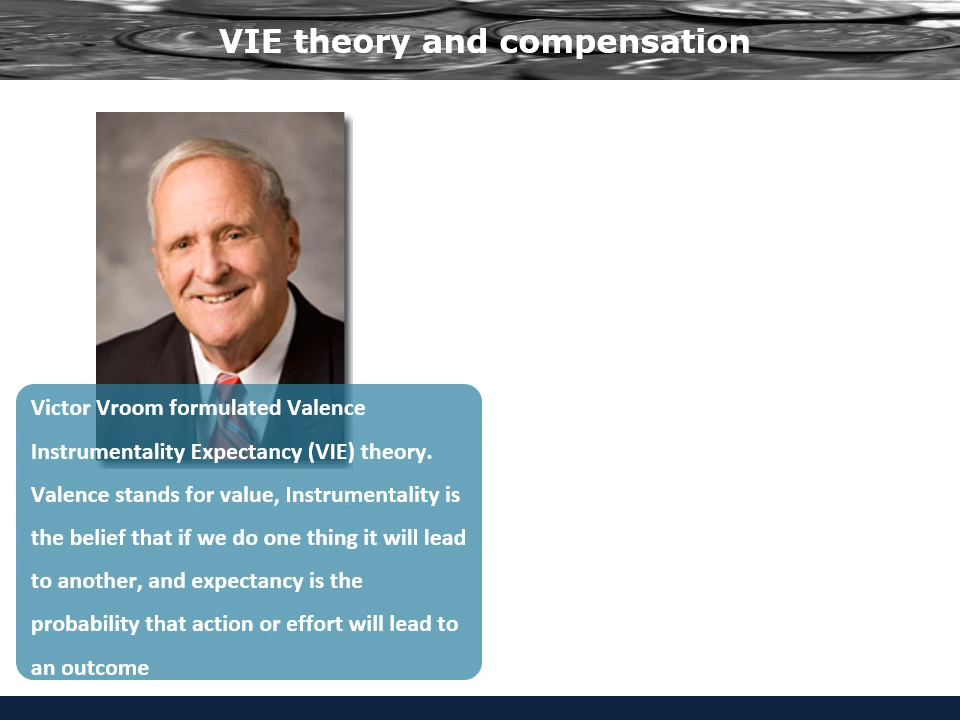 VIE theory and compensation
Victor Vroom formulated Valence
Instrumentality Expectancy (VIE) theory.
Valence stands for value, Instrumentality is
the belief that if we do one thing it will lead
to another, and expectancy is the
probability that action or effort will lead to
an outcome